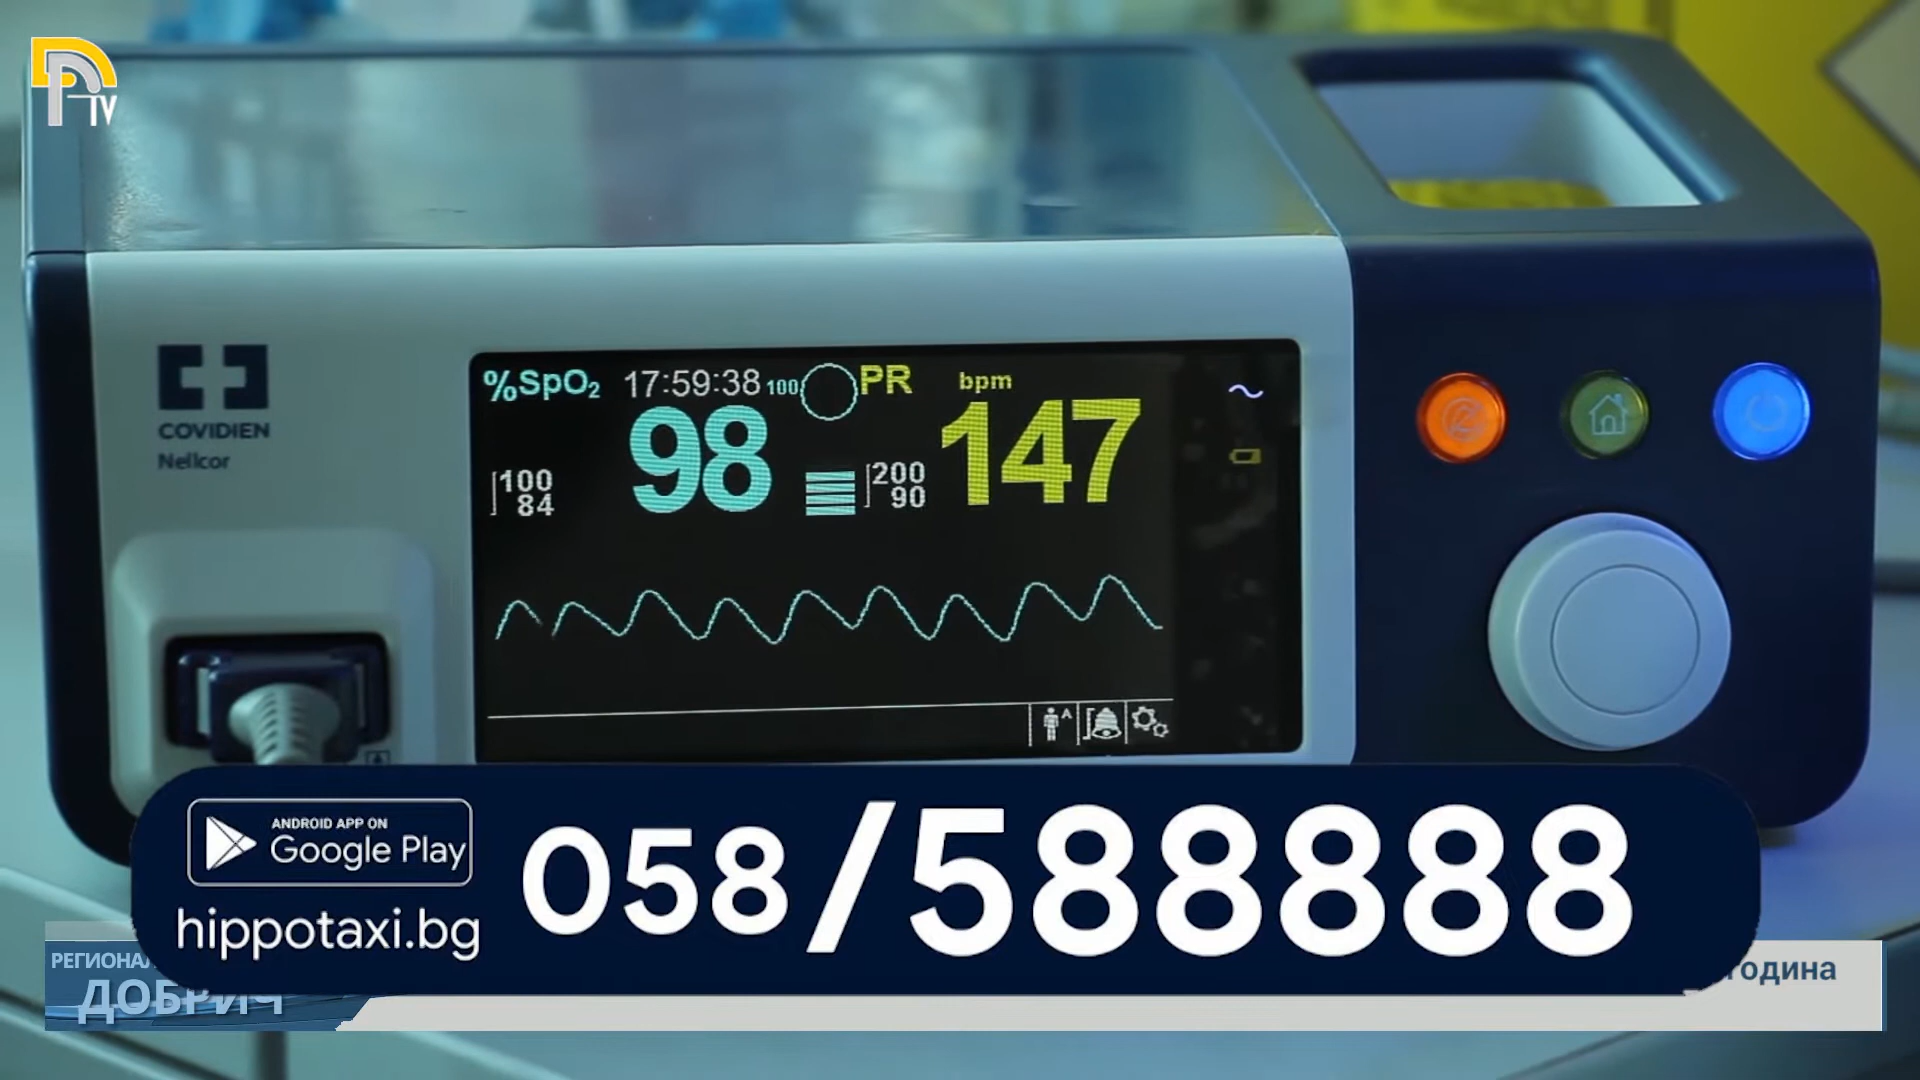 TV
%SpO2 17:59:38 100 PR bpm
98 147
100
84
200
90
COVIDIEN
Nellcor
A
ANDROID APP ON
Google Play
hippotaxi.bg
058/588888
ДОБРИЧ
година